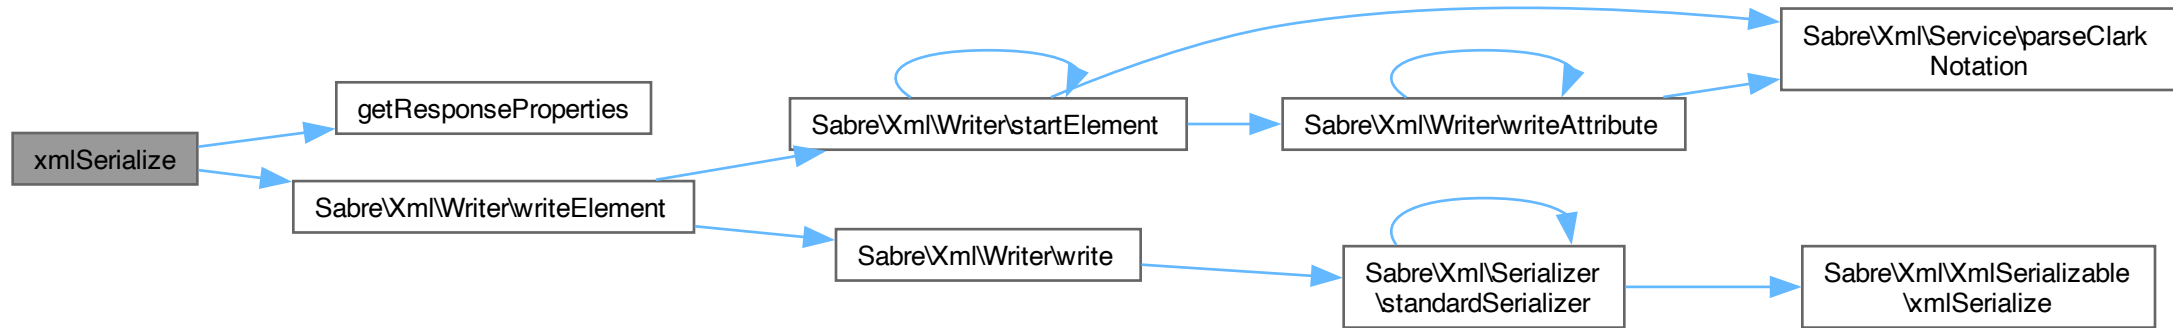 xmlSerialize
getResponseProperties
Sabre\Xml\Writer\writeElement
Sabre\Xml\Writer\startElement
Sabre\Xml\Writer\write
Sabre\Xml\Writer\writeAttribute
Sabre\Xml\Service\parseClark
Notation
Sabre\Xml\Serializer
\standardSerializer
Sabre\Xml\XmlSerializable
\xmlSerialize